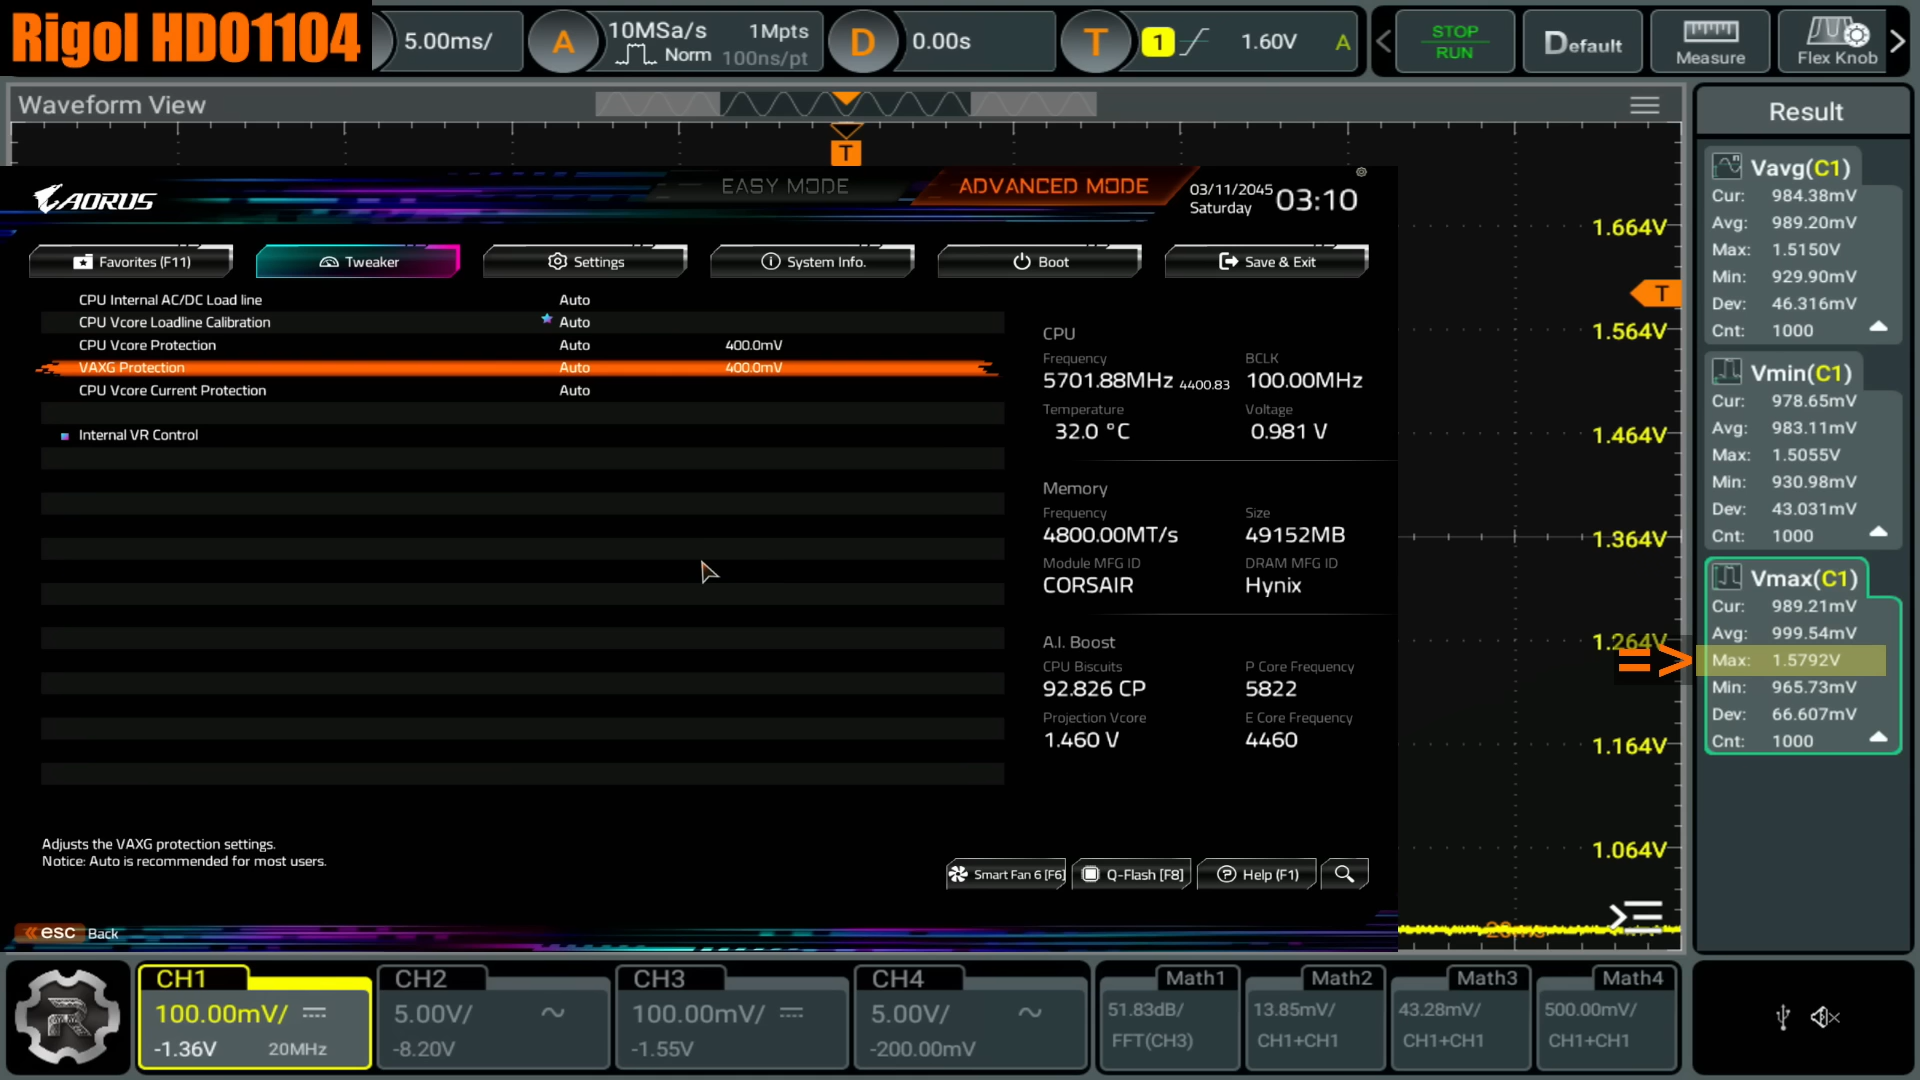 Rigol HDO1104
5.00ms/
A
10MSa/s
Norm
1Mpts
100ns/pt
D
0.00s
T
1
1.60V
A
STOP
RUN
Default
Measure
Flex Knob
Waveform View
T
Result
AORUS
EASY MODE
ADVANCED MODE
03/11/2045
Saturday
03:10
Favorites (F11)
Tweaker
Settings
System Info.
Boot
Save & Exit
CPU Internal AC/DC Load line Auto
CPU Vcore Loadline Calibration Auto
CPU Vcore Protection Auto 400.0mV
VAXG Protection Auto 400.0mV
CPU Vcore Current Protection Auto
Internal VR Control
CPU
Frequency BCLK
5701.88MHz 4400.83 100.00MHz
Temperature Voltage
32.0 °C 0.981 V
Memory
Frequency Size
4800.00MT/s 49152MB
Module MFG ID DRAM MFG ID
CORSAIR Hynix
A.I. Boost
CPU Biscuits P Core Frequency
92.826 CP 5822
Projection Vcore E Core Frequency
1.460 V 4460
Adjusts the VAXG protection settings.
Notice: Auto is recommended for most users.
Smart Fan 6 [F6]
Q-Flash [F8]
Help (F1)
esc Back
1.664V
T
1.564V
1.464V
1.364V
1.264V
=>
1.164V
1.064V
Vavg(C1)
Cur: 984.38mV
Avg: 989.20mV
Max: 1.5150V
Min: 929.90mV
Dev: 46.316mV
Cnt: 1000
Vmin(C1)
Cur: 978.65mV
Avg: 983.11mV
Max: 1.5055V
Min: 930.98mV
Dev: 43.031mV
Cnt: 1000
Vmax(C1)
Cur: 989.21mV
Avg: 999.54mV
Max: 1.5792V
Min: 965.73mV
Dev: 66.607mV
Cnt: 1000
CH1
100.00mV/
-1.36V 20MHz
CH2
5.00V/
-8.20V
CH3
100.00mV/
-1.55V
CH4
5.00V/
-200.00mV
Math1
51.83dB/
FFT(CH3)
Math2
13.85mV/
CH1+CH1
Math3
43.28mV/
CH1+CH1
Math4
500.00mV/
CH1+CH1